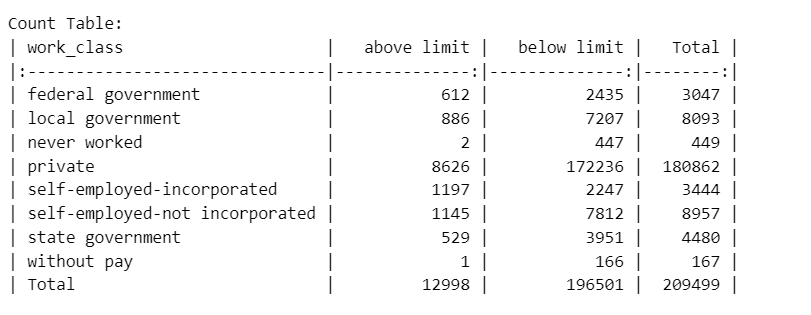 Count Table:
| work_class                     |   above limit |   below limit |   Total |
|:-------------------------------|--------------:|--------------:|--------:|
| federal government             |           612 |          2435 |    3047 |
| local government               |           886 |          7207 |    8093 |
| never worked                   |             2 |           447 |     449 |
| private                        |          8626 |        172236 |  180862 |
| self-employed-incorporated     |          1197 |          2247 |    3444 |
| self-employed-not incorporated |          1145 |          7812 |    8957 |
| state government               |           529 |          3951 |    4480 |
| without pay                    |             1 |           166 |     167 |
| Total                          |         12998 |        196501 |  209499 |